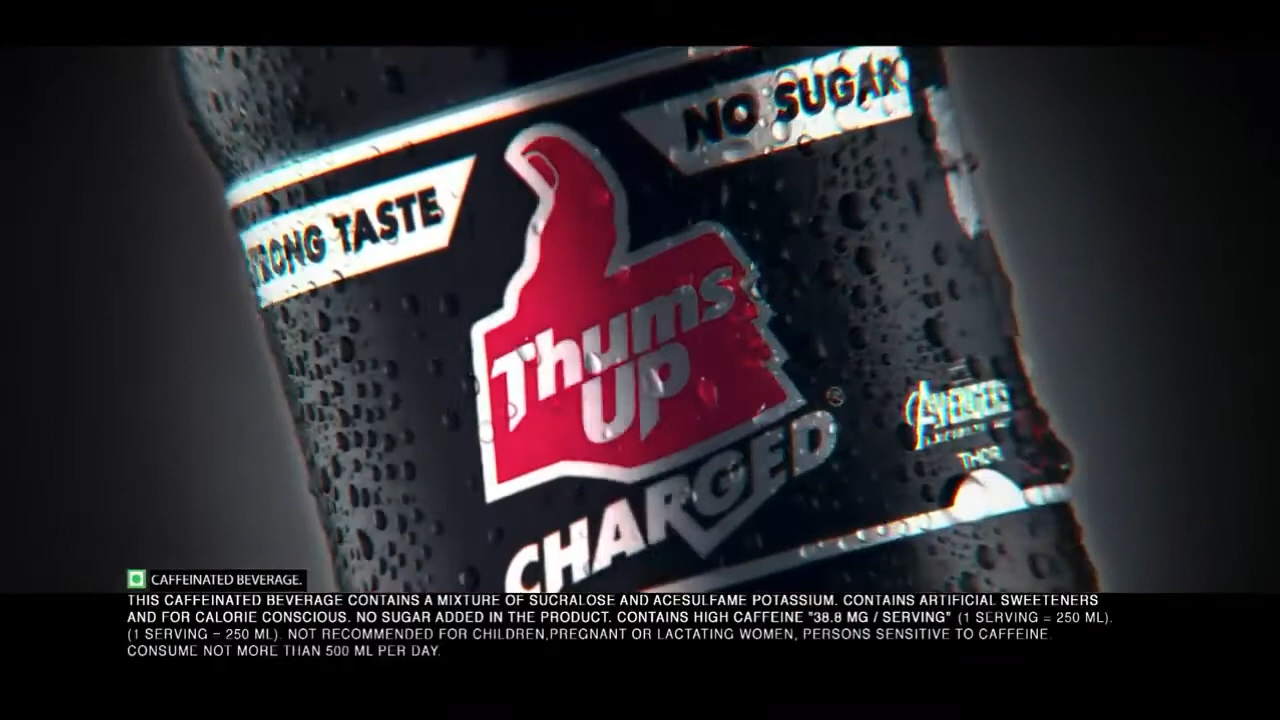 NO SUGAR
STRONG TASTE
Thums
UP
®
CHARGED
AVENGERS
THOR
CAFFEINATED BEVERAGE.
THIS CAFFEINATED BEVERAGE CONTAINS A MIXTURE OF SUCRALOSE AND ACESULFAME POTASSIUM. CONTAINS ARTIFICIAL SWEETENERS
AND FOR CALORIE CONSCIOUS. NO SUGAR ADDED IN THE PRODUCT. CONTAINS HIGH CAFFEINE "38.8 MG / SERVING" (1 SERVING = 250 ML).
(1 SERVING – 250 ML). NOT RECOMMENDED FOR CHILDREN,PREGNANT OR LACTATING WOMEN, PERSONS SENSITIVE TO CAFFEINE.
CONSUME NOT MORE THAN 500 ML PER DAY.